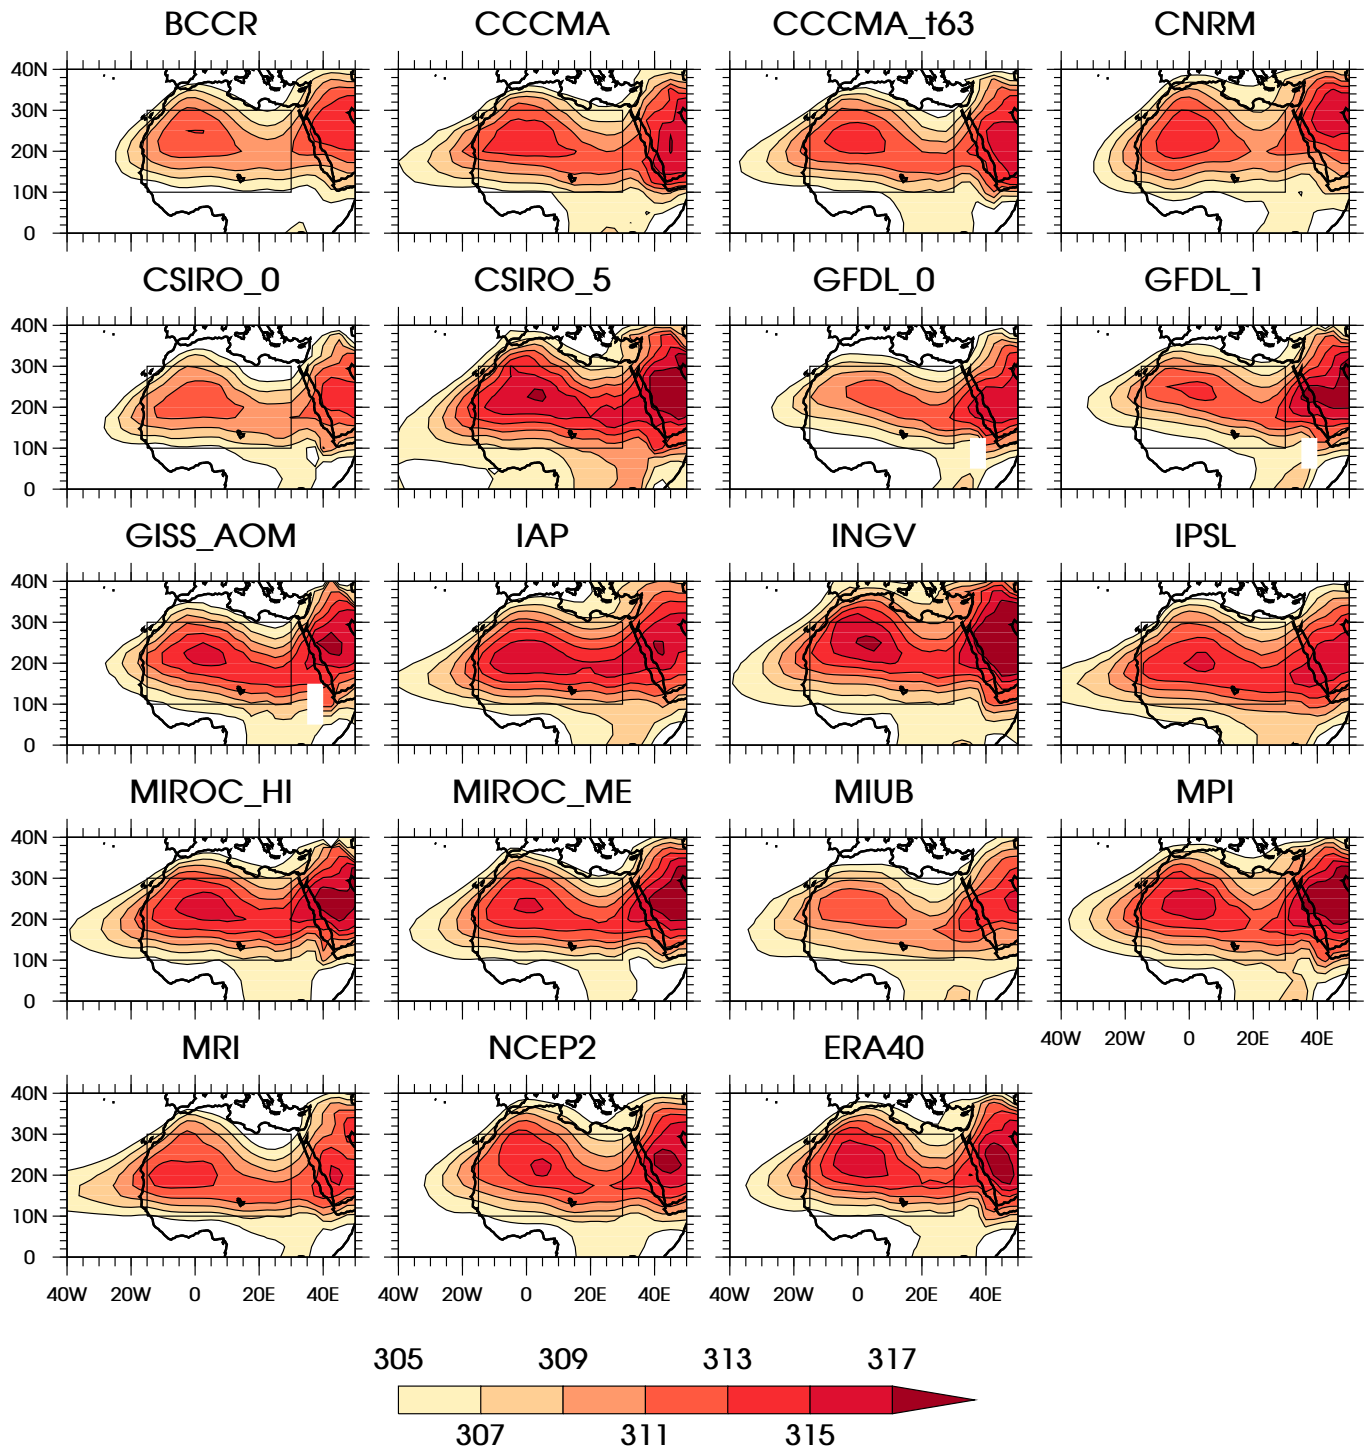 BCCR CCCMA CCCMA_t63 CNRM
40N
30N
20N
10N
0
CSIRO_0 CSIRO_5 GFDL_0 GFDL_1
40N
30N
20N
10N
0
GISS_AOM IAP INGV IPSL
40N
30N
20N
10N
0
MIROC_HI MIROC_ME MIUB MPI
40N
30N
20N
10N
0
40W 20W 0 20E 40E
MRI NCEP2 ERA40
40N
30N
20N
10N
0
40W 20W 0 20E 40E 40W 20W 0 20E 40E 40W 20W 0 20E 40E
305 309 313 317
307 311 315